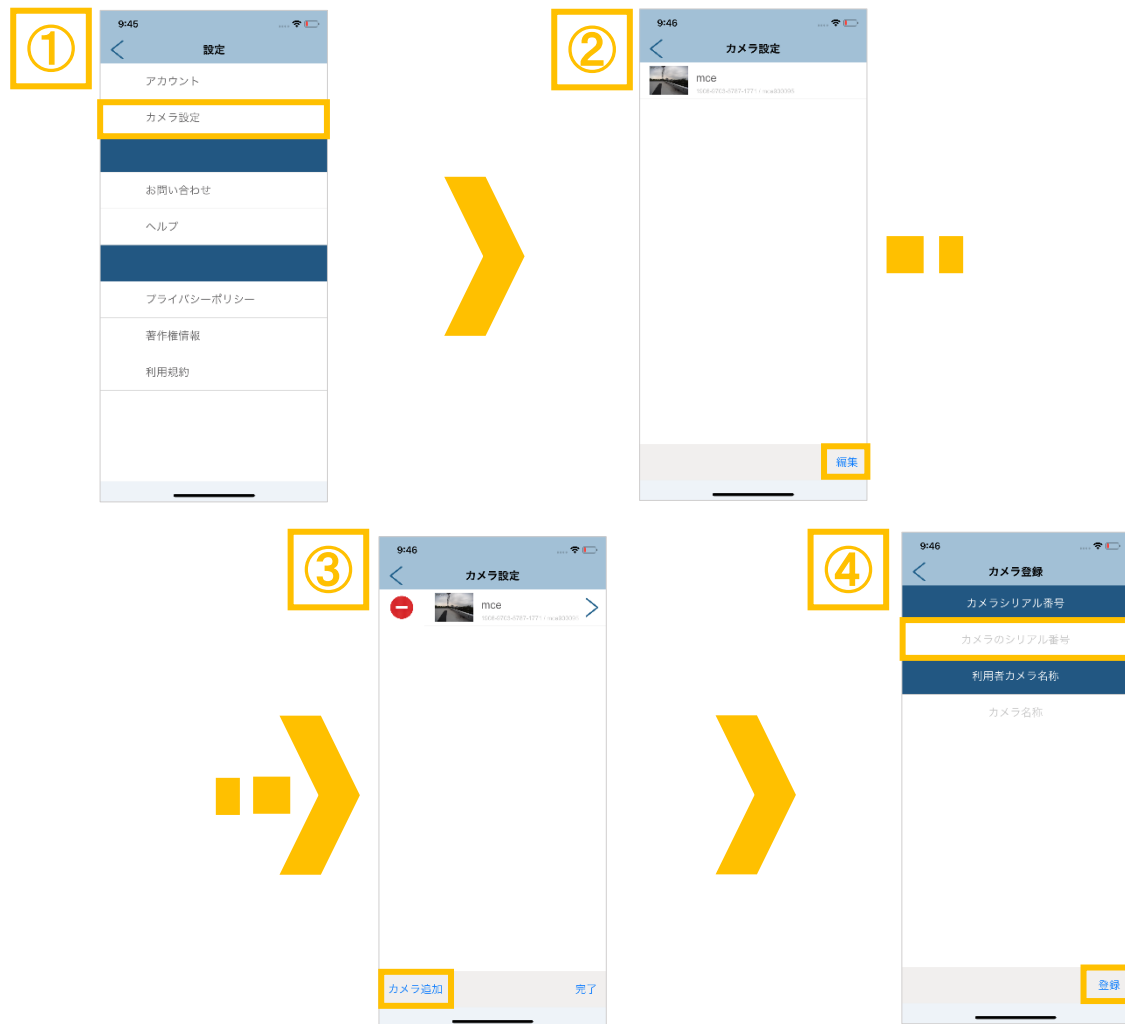 ①
9:45
設定
アカウント
カメラ設定
お問い合わせ
ヘルプ
プライバシーポリシー
著作権情報
利用規約
②
9:46
カメラ設定
mce
編集
③
9:46
カメラ設定
mce
カメラ追加
完了
④
9:46
カメラ登録
カメラシリアル番号
カメラのシリアル番号
利用者カメラ名称
カメラ名称
登録